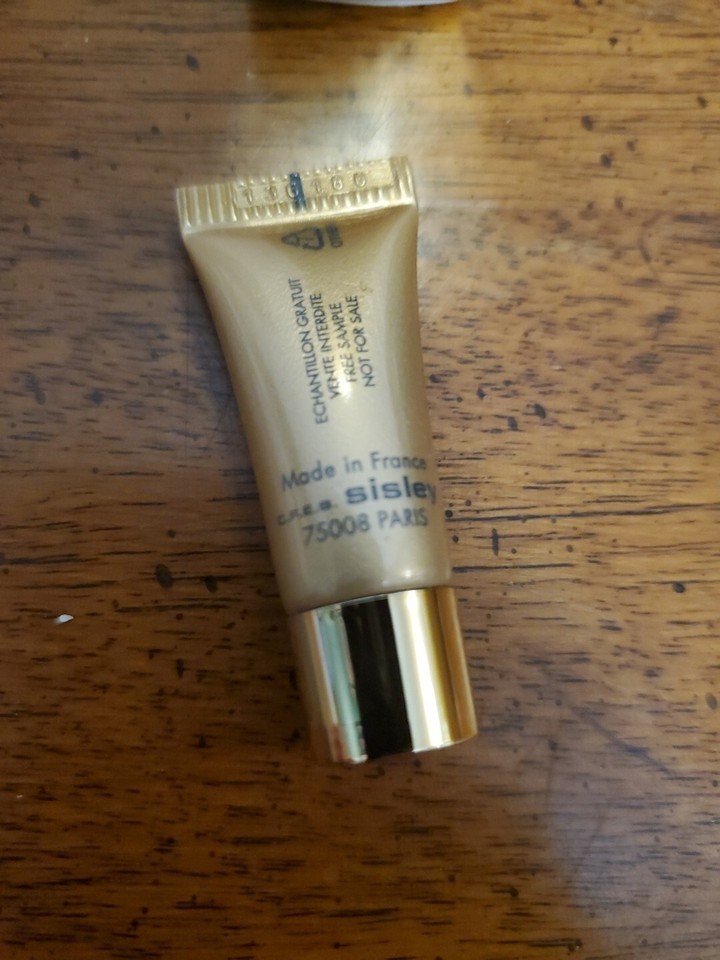 ECHANTILLON GRATUIT
VENTE INTERDITE
FREE SAMPLE
NOT FOR SALE
Made in France
C.F.E.B. sisley
75008 PARIS